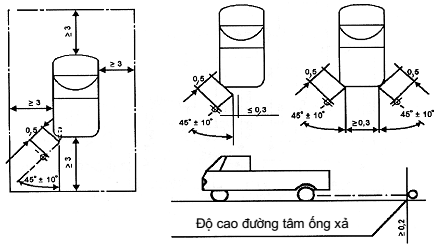 ≥ 3
≥ 3
≥ 3
0,5
45° ± 10°
≥ 3
0,5
≤ 0,3
45° ± 10°
0,5
0,5
45° ± 10°
≥ 0,3
45° ± 10°
Độ cao đường tâm ống xả
≥ 0,2